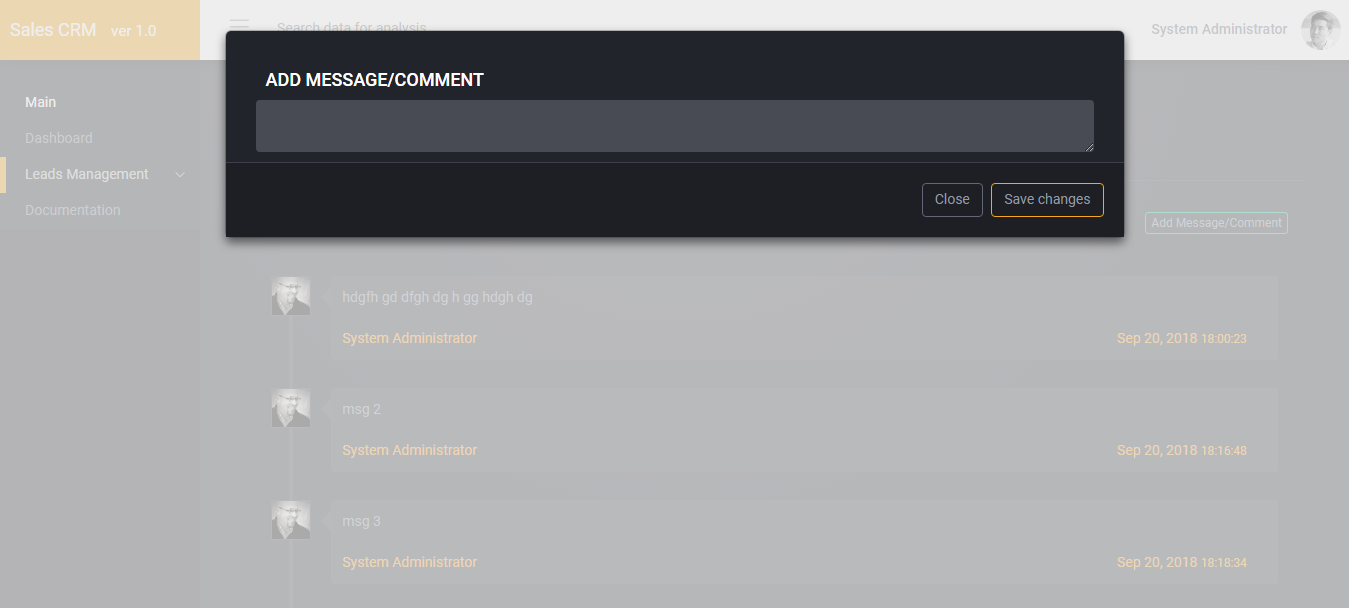 Sales CRM ver 1.0
Search data for analysis
System Administrator
ADD MESSAGE/COMMENT
Main
Dashboard
Leads Management
Documentation
Close
Save changes
Add Message/Comment
hdgfh gd dfgh dg h gg hdgh dg
System Administrator
Sep 20, 2018 18:00:23
msg 2
System Administrator
Sep 20, 2018 18:16:48
msg 3
System Administrator
Sep 20, 2018 18:18:34